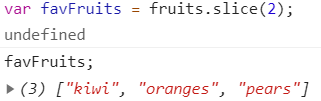 var favFruits = fruits.slice(2);
undefined
favFruits;
▶(3) ["kiwi", "oranges", "pears"]